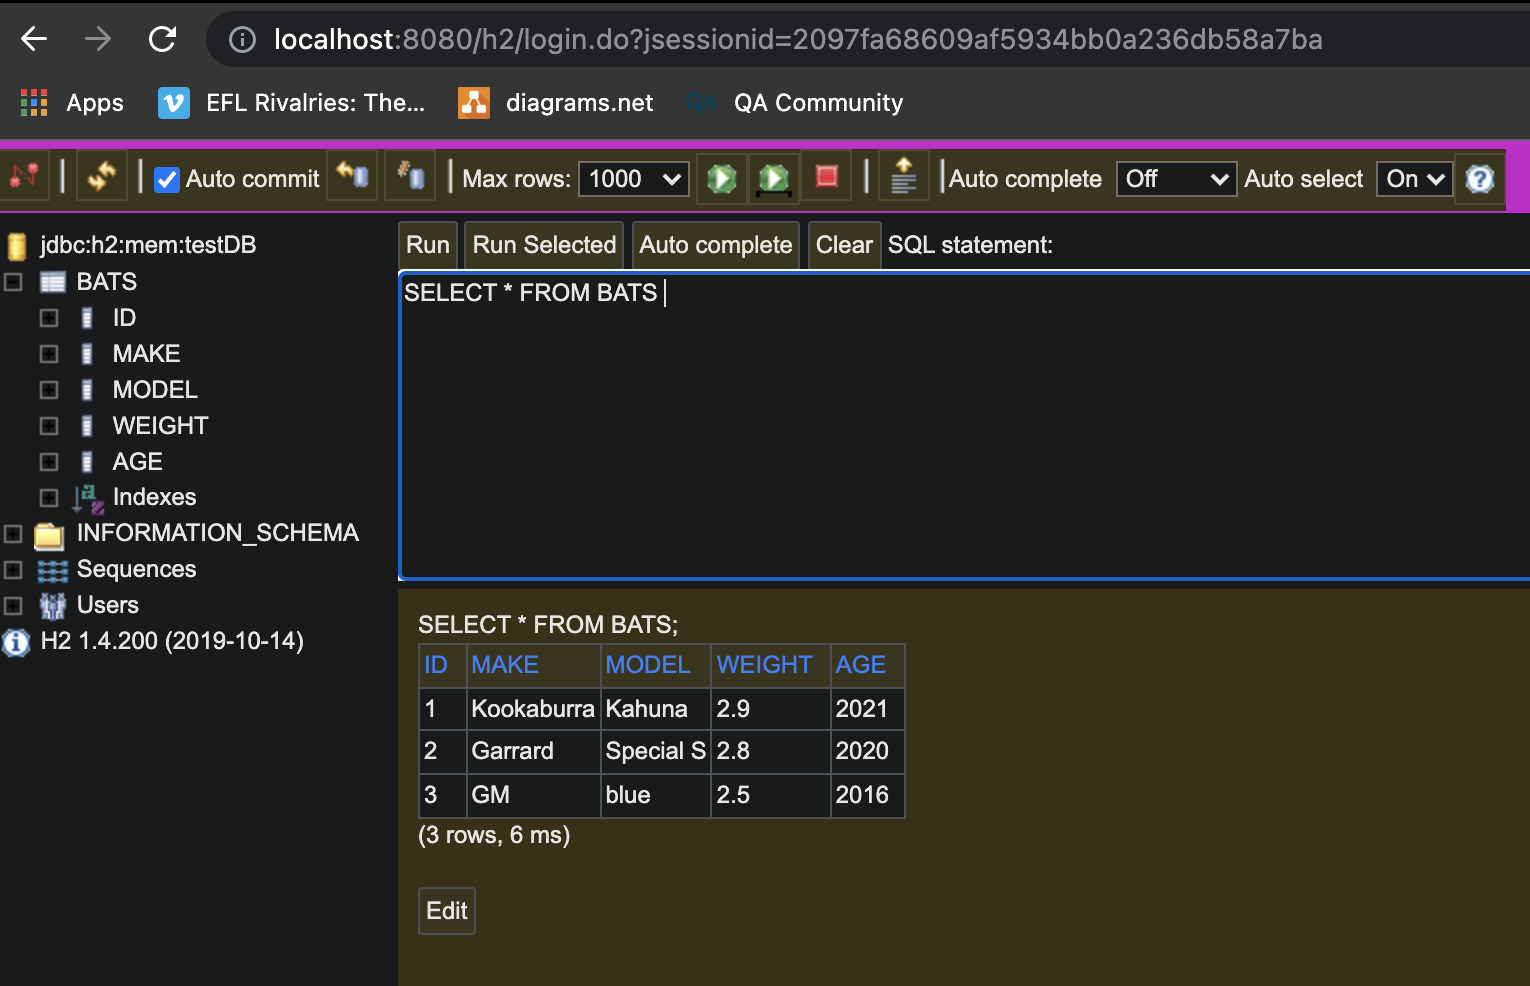 localhost:8080/h2/login.do?jsessionid=2097fa68609af5934bb0a236db58a7ba
Apps EFL Rivalries: The... diagrams.net QA QA Community
Auto commit Max rows: 1000 Auto complete Off Auto select On
jdbc:h2:mem:testDB
BATS
ID
MAKE
MODEL
WEIGHT
AGE
Indexes
INFORMATION_SCHEMA
Sequences
Users
H2 1.4.200 (2019-10-14)
Run Run Selected Auto complete Clear SQL statement:
SELECT * FROM BATS
SELECT * FROM BATS;
ID MAKE MODEL WEIGHT AGE
1 Kookaburra Kahuna 2.9 2021
2 Garrard Special S 2.8 2020
3 GM blue 2.5 2016
(3 rows, 6 ms)
Edit